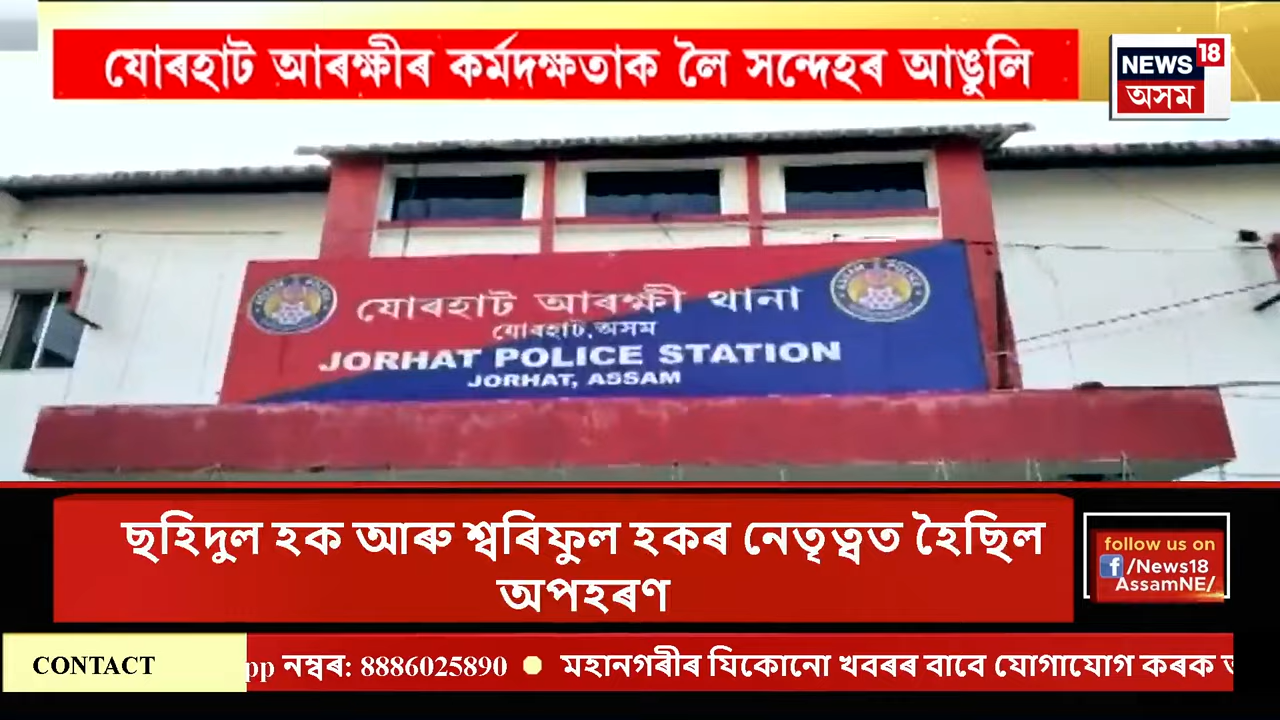 যোৰহাট আৰক্ষীৰ কৰ্মদক্ষতাক লৈ সন্দেহৰ আঙুলি
NEWS 18
অসম
যোৰহাট আৰক্ষী থানা
যোৰহাট, অসম
JORHAT POLICE STATION
JORHAT, ASSAM
ছহিদুল হক আৰু শ্বৰিফুল হকৰ নেতৃত্বত হৈছিল
অপহৰণ
follow us on
f/News18
AssamNE/
CONTACT
pp নম্বৰ: 8886025890 ● মহানগৰীৰ যিকোনো খবৰৰ বাবে যোগাযোগ কৰক